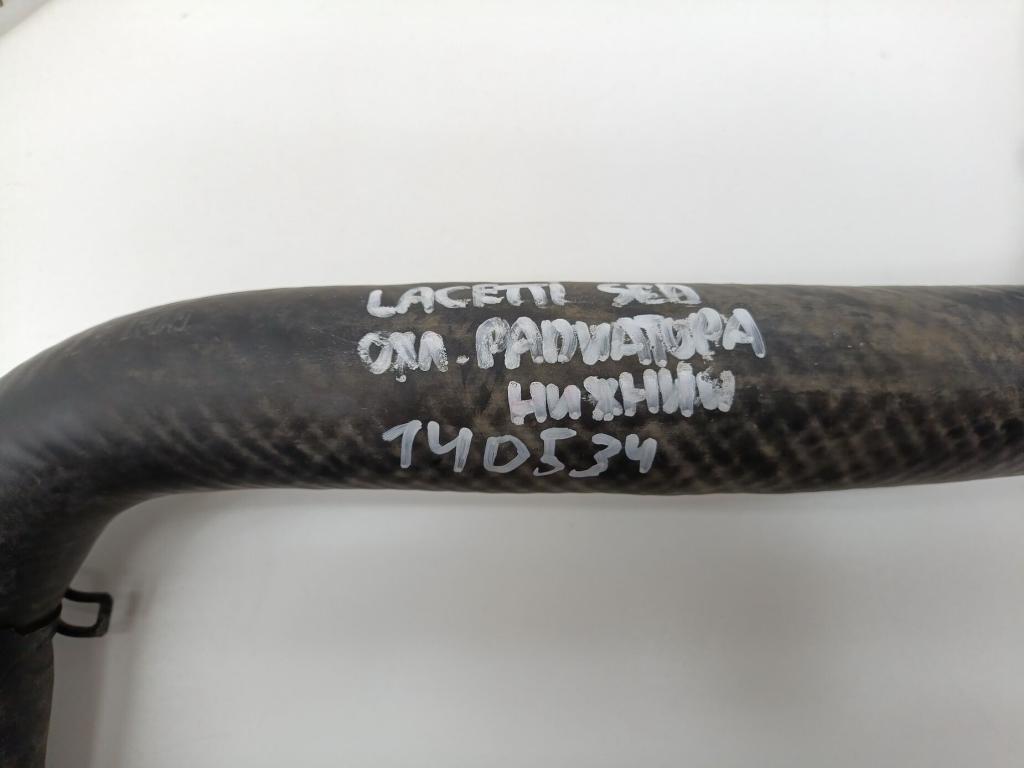 LACETTI SED
ОХЛ. РАДИАТОРА
НИЖНИЙ
140534